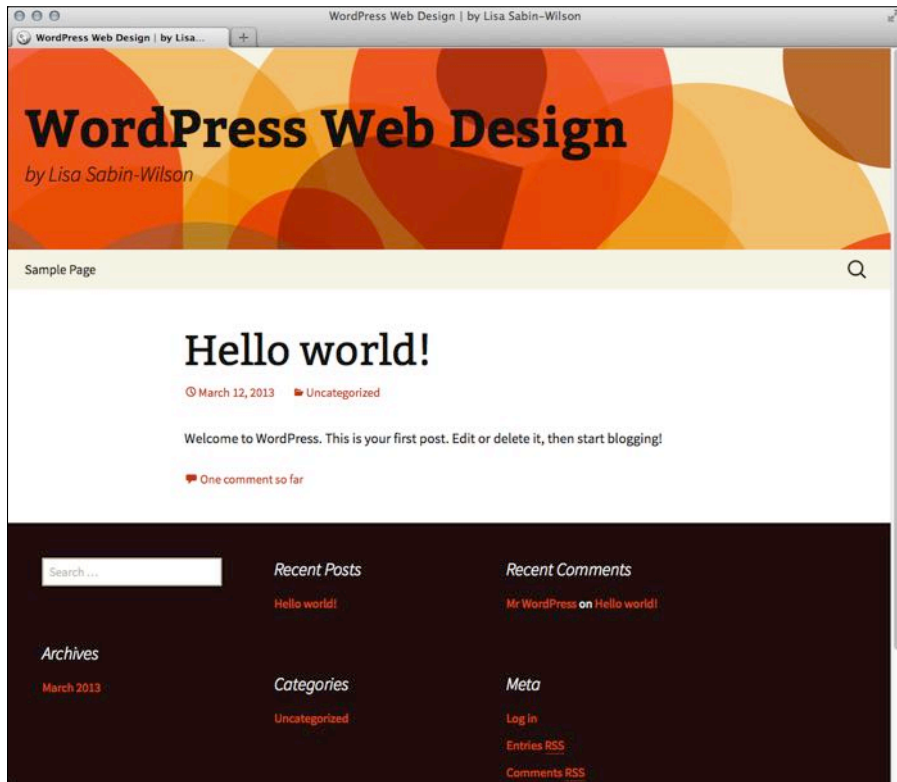 WordPress Web Design | by Lisa Sabin-Wilson
WordPress Web Design | by Lisa...
WordPress Web Design
by Lisa Sabin-Wilson
Sample Page
Hello world!
March 12, 2013 Uncategorized
Welcome to WordPress. This is your first post. Edit or delete it, then start blogging!
One comment so far
Search ...
Recent Posts
Hello world!
Recent Comments
Mr WordPress on Hello world!
Archives
March 2013
Categories
Uncategorized
Meta
Log in
Entries RSS
Comments RSS